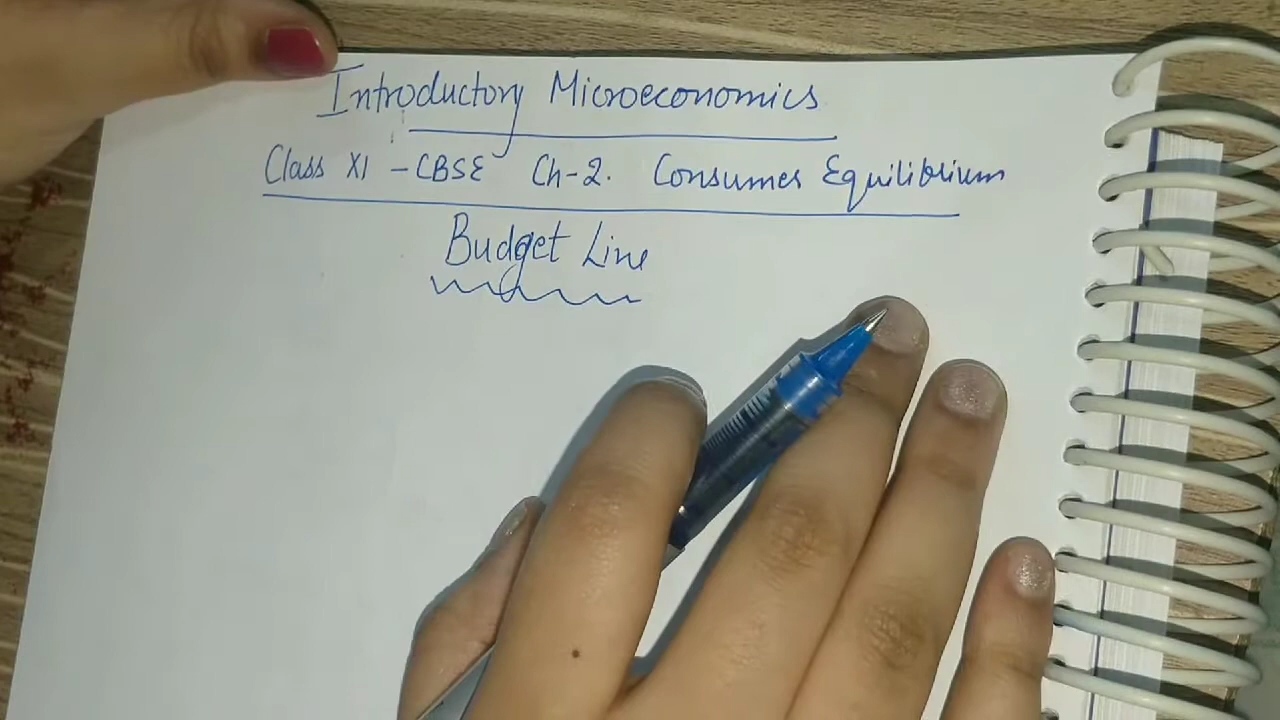 Introductory Microeconomics
Class XI - CBSE Ch-2. Consumer Equilibrium
Budget Line